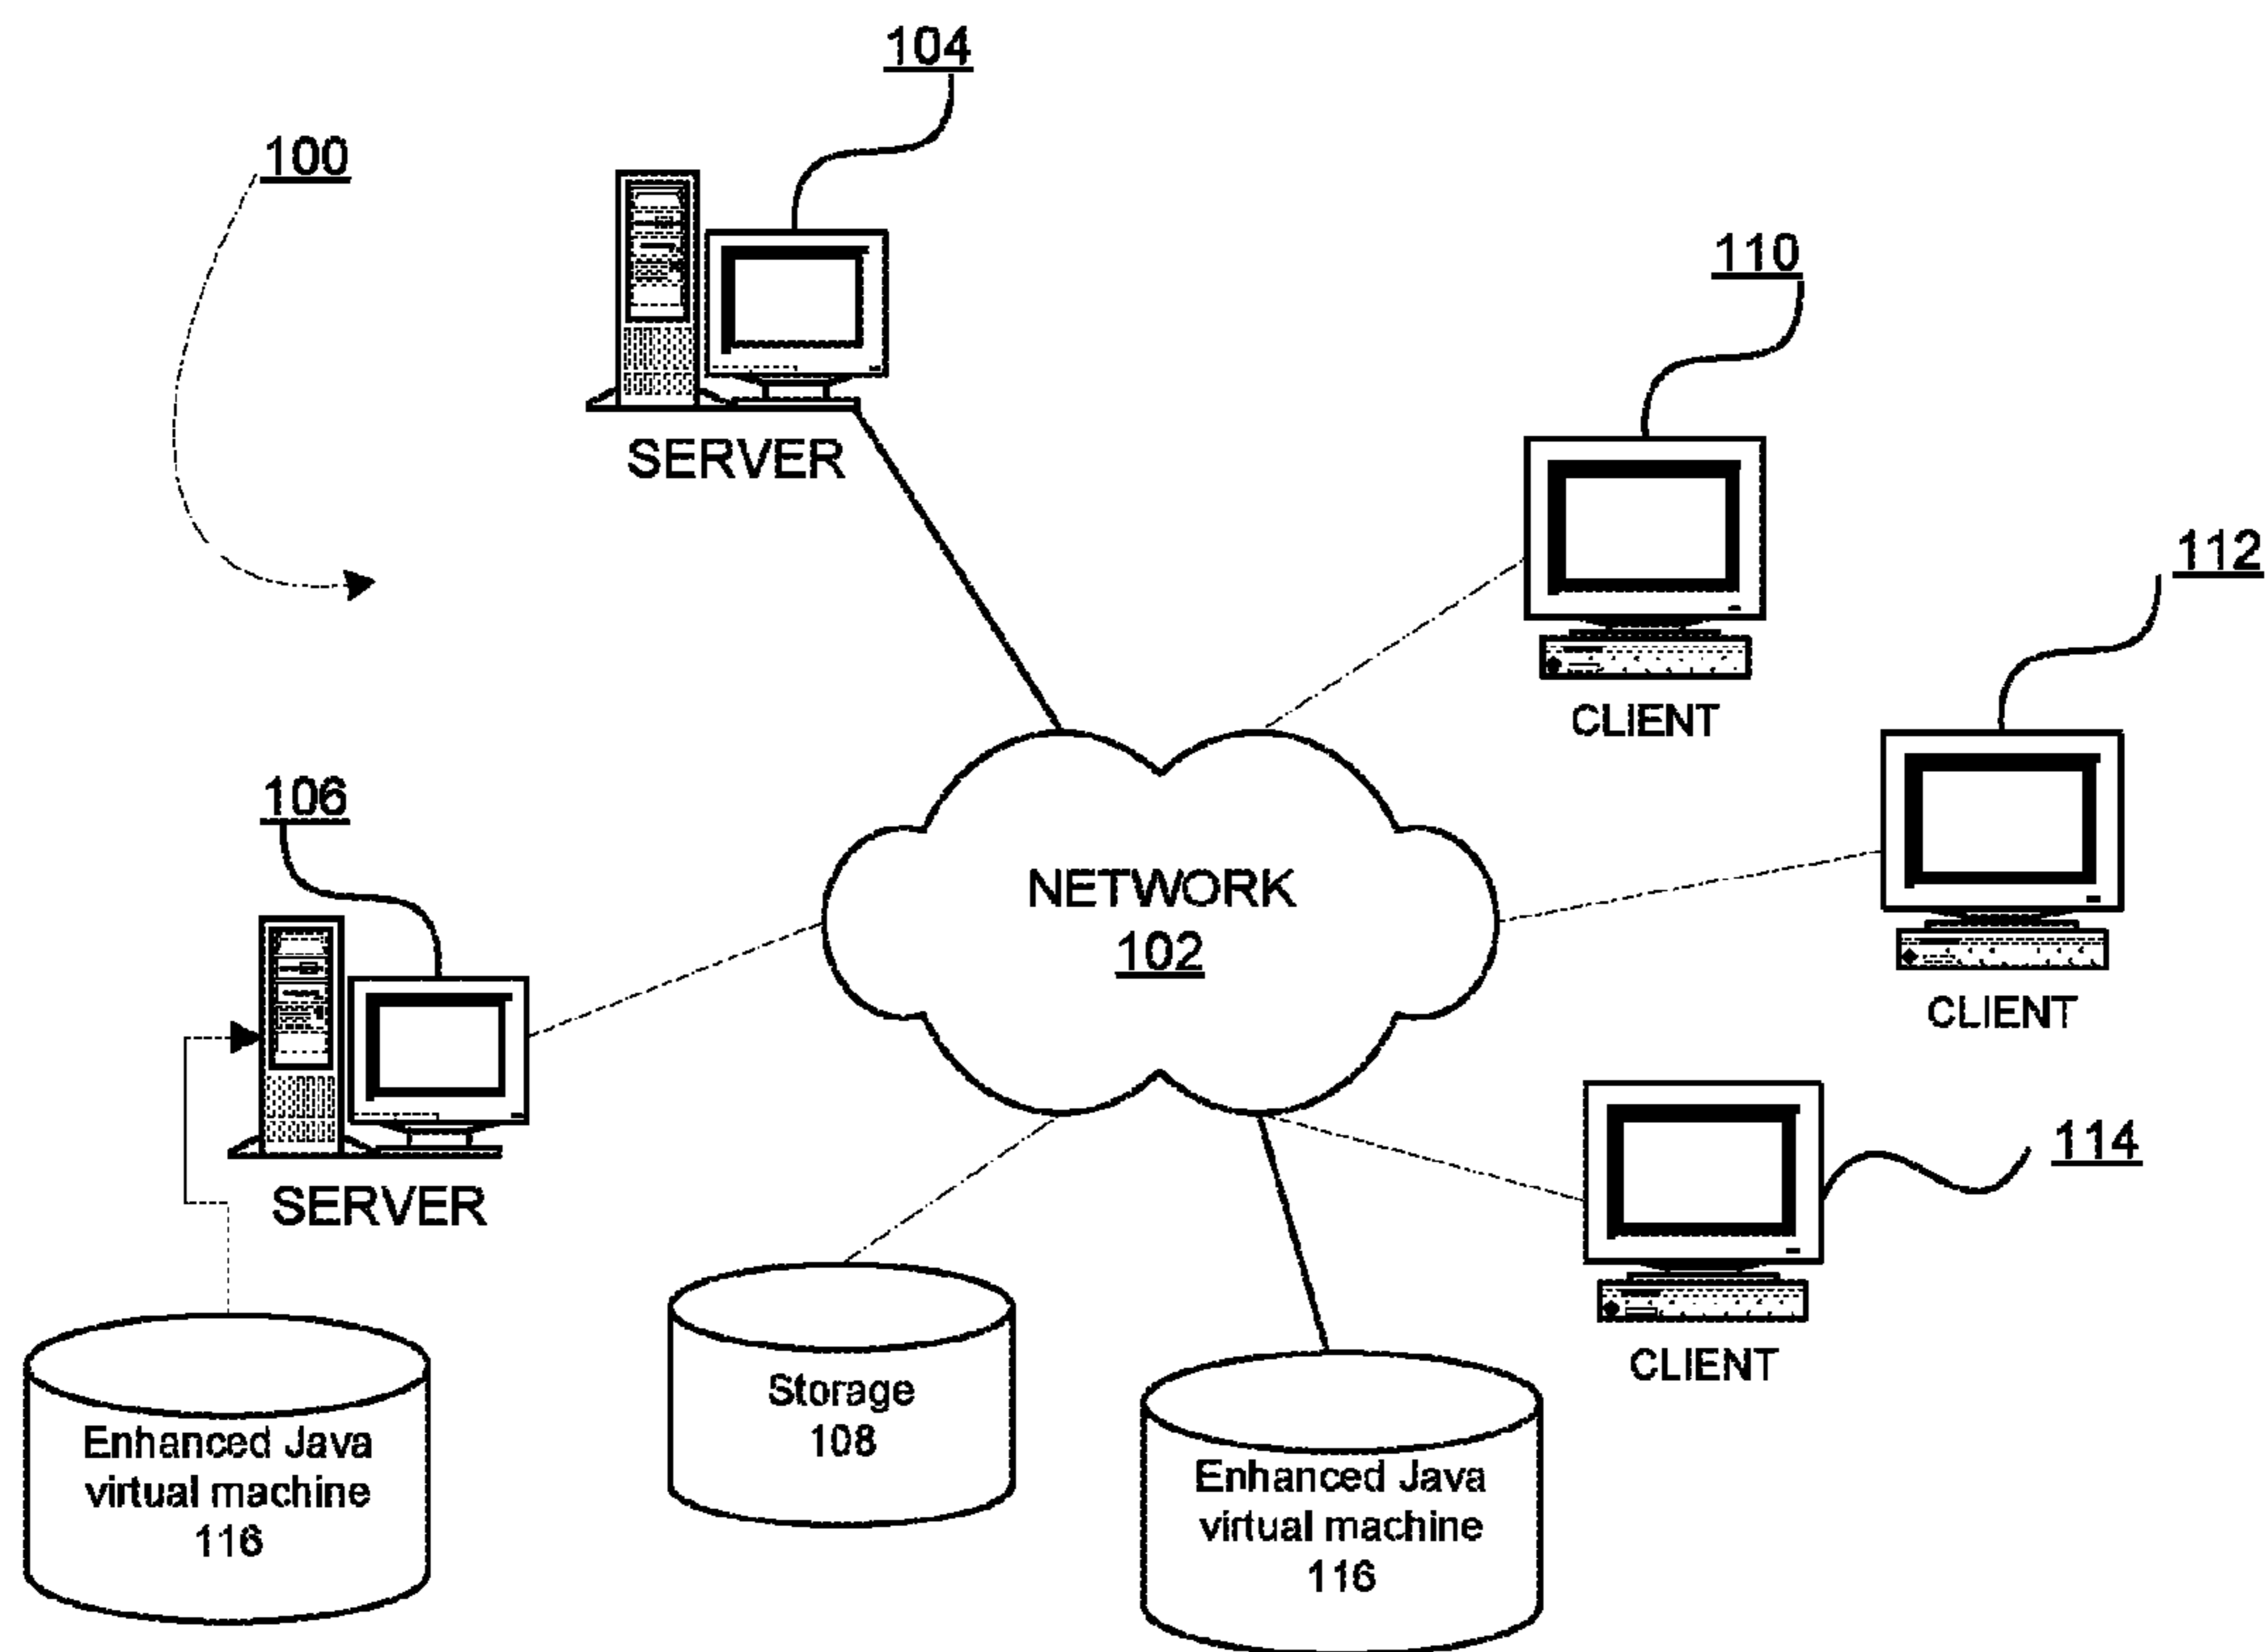 104
100
110
SERVER
112
CLIENT
106
NETWORK
102
CLIENT
114
SERVER
CLIENT
Storage
108
Enhanced Java
virtual machine
116
Enhanced Java
virtual machine
116